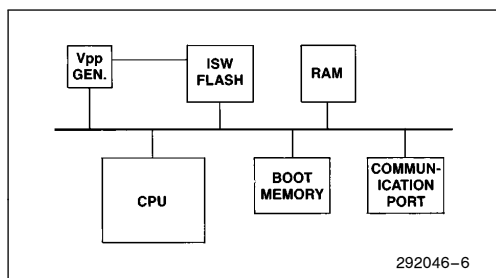 Vpp
GEN.
ISW
FLASH
RAM
CPU
BOOT
MEMORY
COMMUN-
ICATION
PORT
292046-6